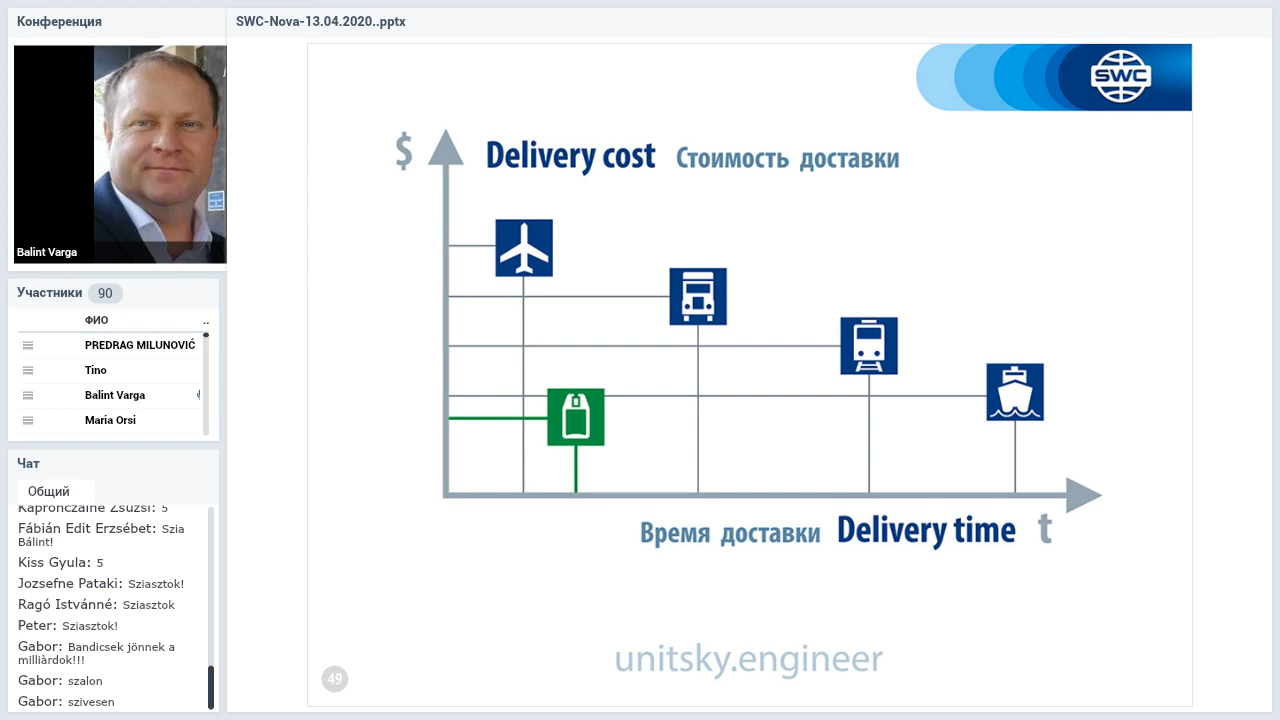 Конференция
Balint Varga
Участники 90
ФИО ..
PREDRAG MILUNOVIĆ
Tino
Balint Varga
Maria Orsi
Чат
Общий
Kapronczainé Zsuzsi: 5
Fábián Edit Erzsébet: Szia
Bálint!
Kiss Gyula: 5
Jozsefne Pataki: Sziasztok!
Ragó Istvánné: Sziasztok
Peter: Sziasztok!
Gabor: Bandicsek jönnek a
milliàrdok!!!
Gabor: szalon
Gabor: szivesen
SWC-Nova-13.04.2020..pptx
SWC
$ Delivery cost Стоимость доставки
Время доставки Delivery time t
unitsky.engineer
49